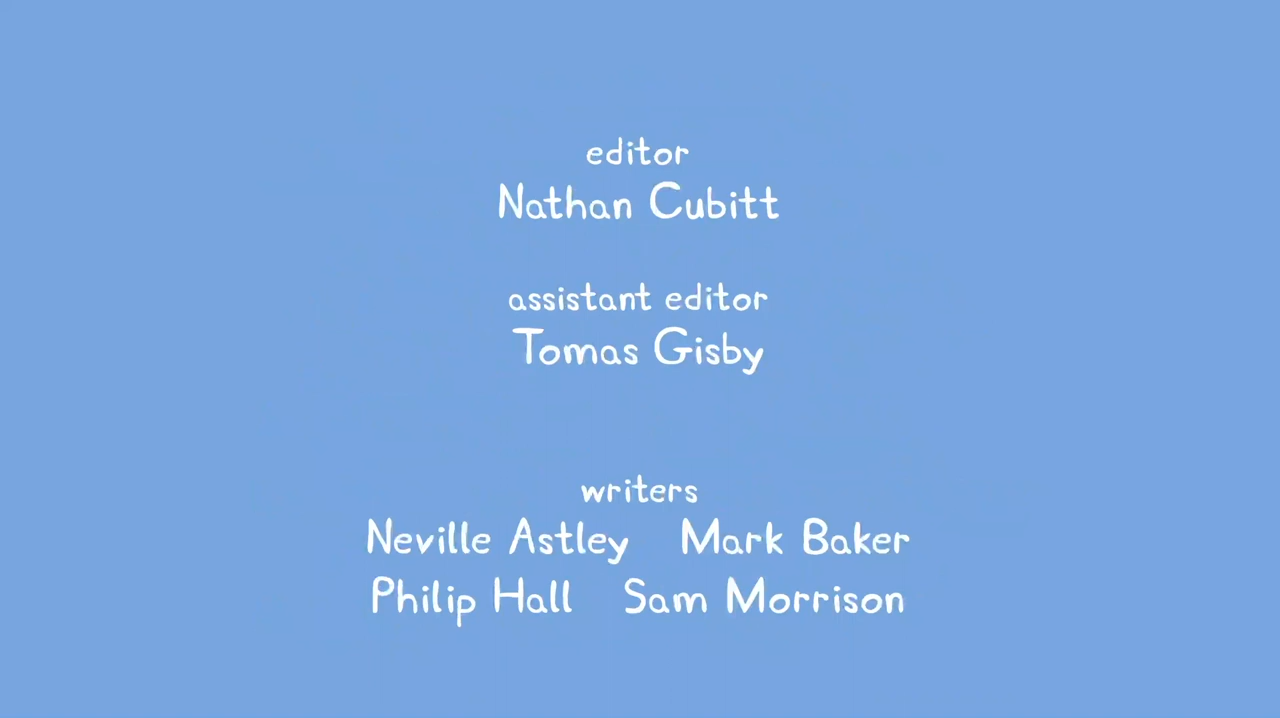 editor
Nathan Cubitt
assistant editor
Tomas Gisby
writers
Neville Astley Mark Baker
Philip Hall Sam Morrison